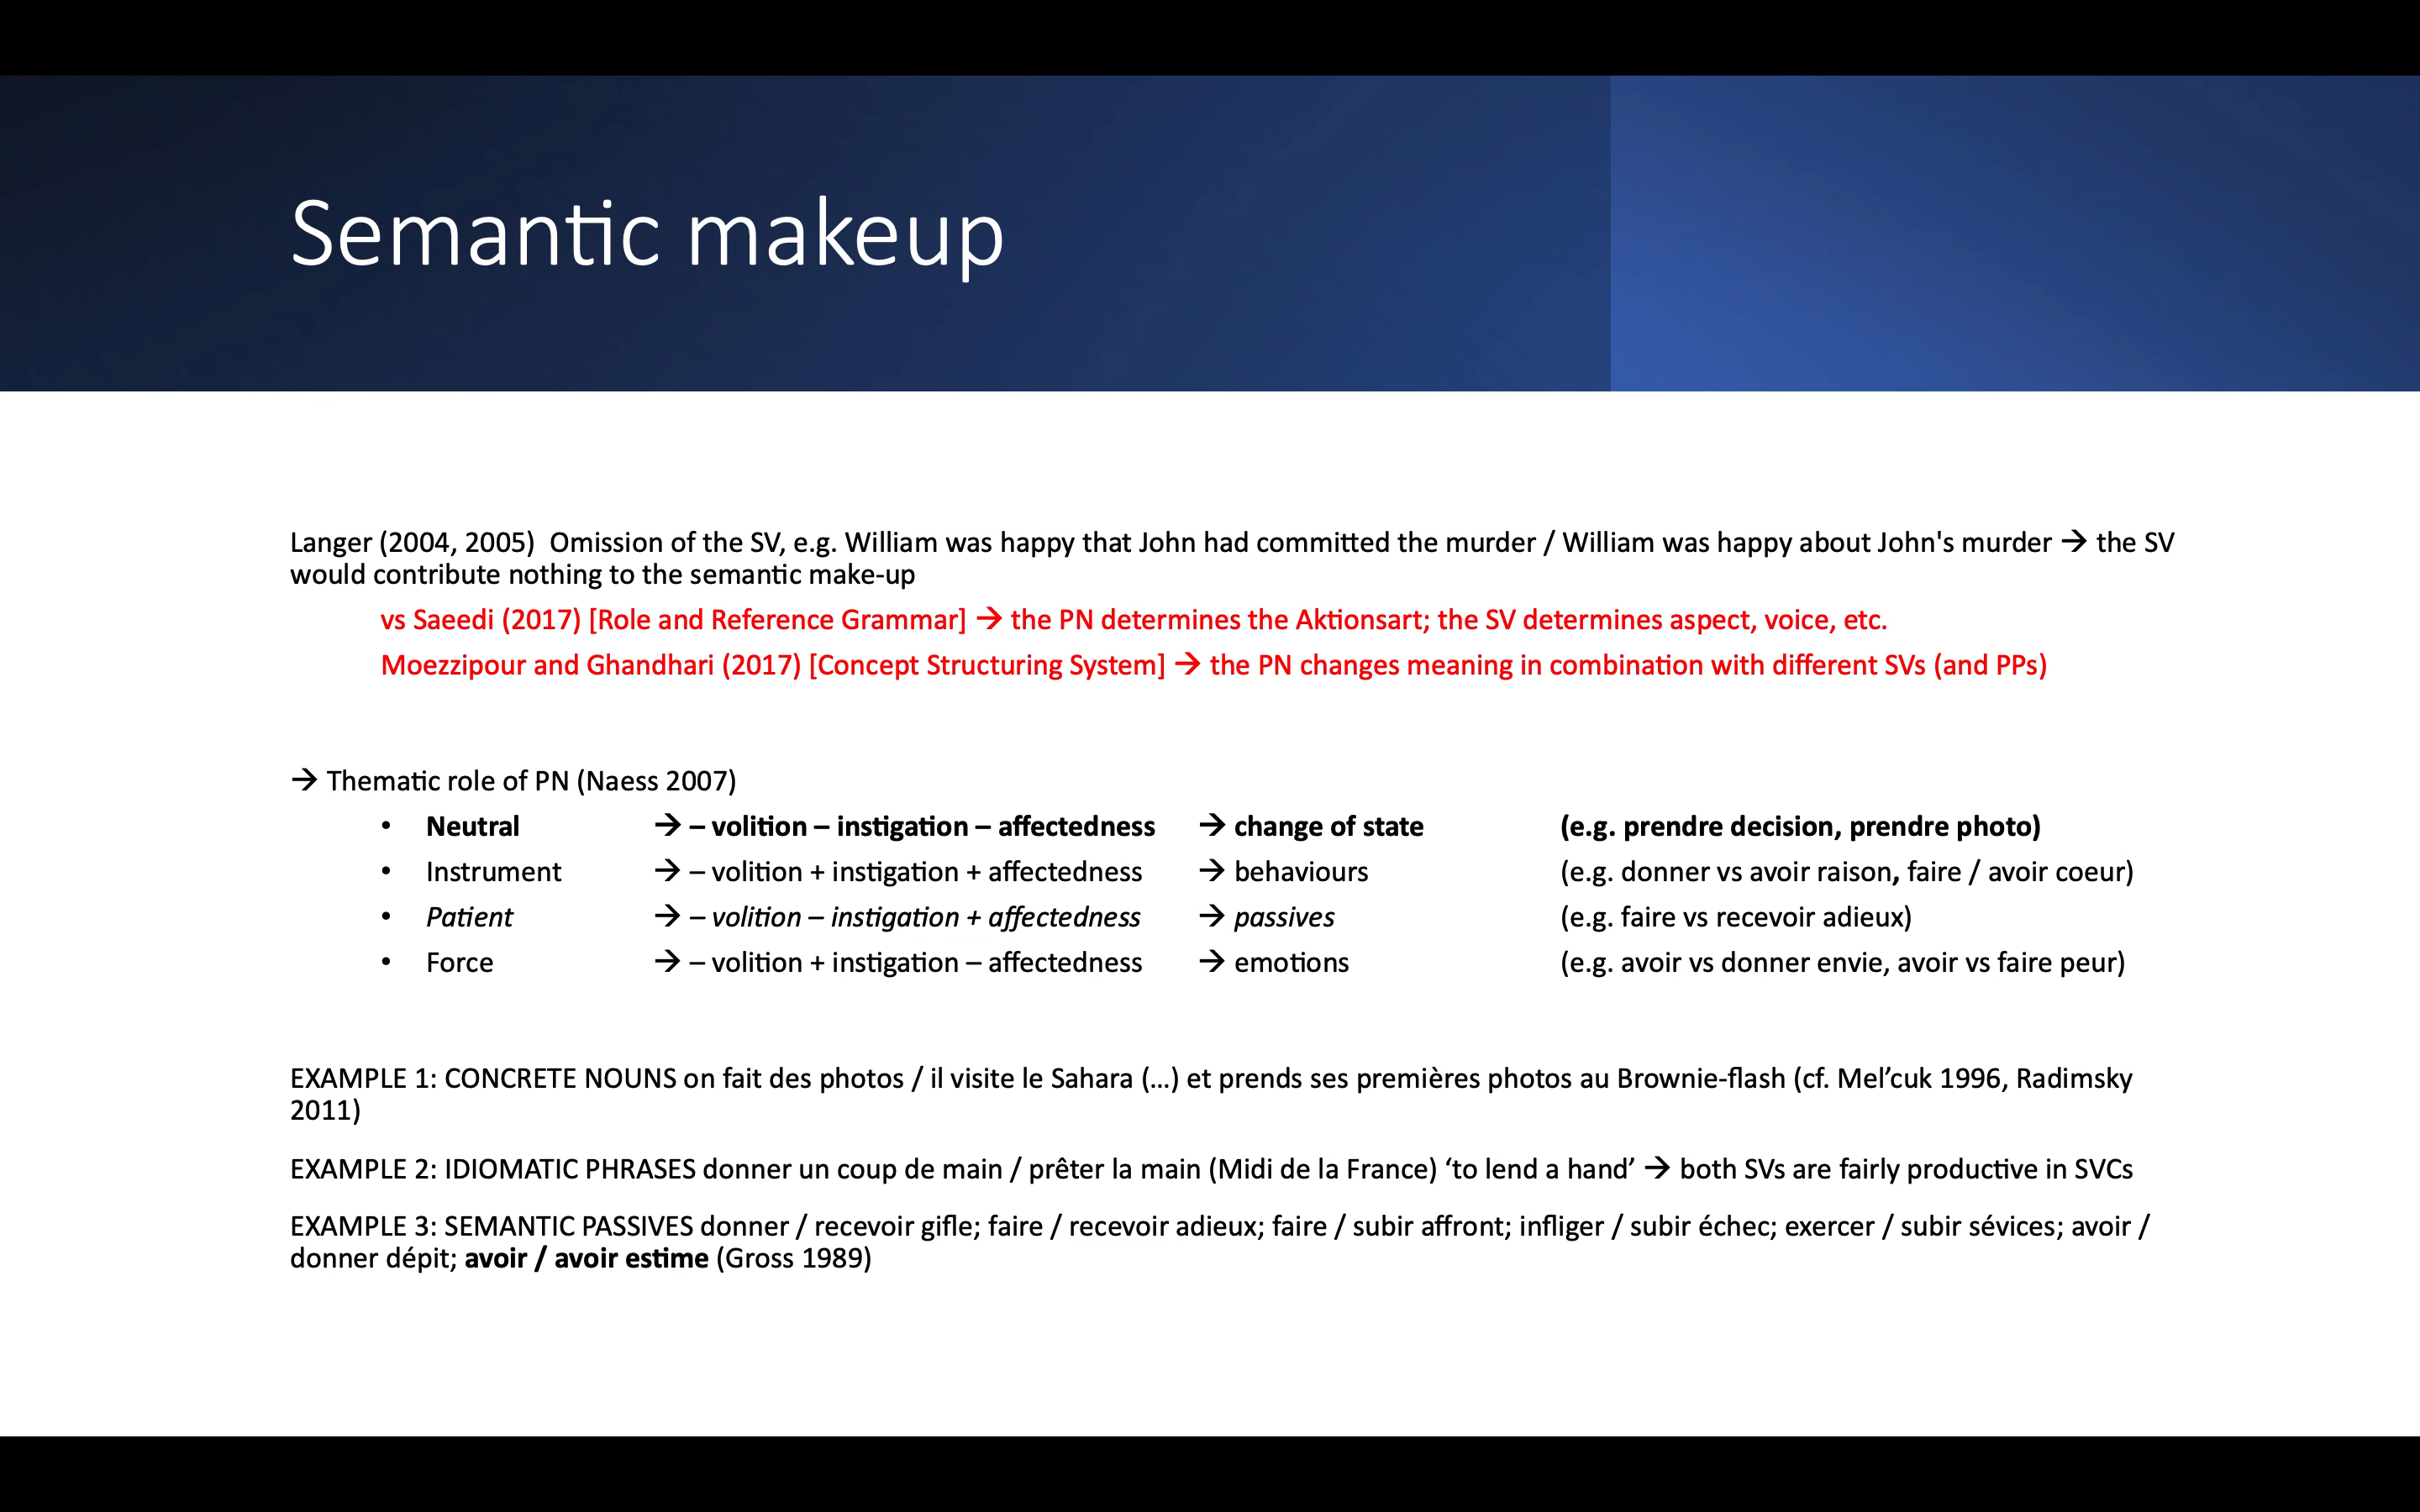 Semantic makeup
Langer (2004, 2005)  Omission of the SV, e.g. William was happy that John had committed the murder / William was happy about John's murder → the SV
would contribute nothing to the semantic make-up
vs Saeedi (2017) [Role and Reference Grammar] → the PN determines the Aktionsart; the SV determines aspect, voice, etc.
Moezzipour and Ghandhari (2017) [Concept Structuring System] → the PN changes meaning in combination with different SVs (and PPs)
→ Thematic role of PN (Naess 2007)
• Neutral → – volition – instigation – affectedness → change of state (e.g. prendre decision, prendre photo)
• Instrument → – volition + instigation + affectedness → behaviours (e.g. donner vs avoir raison, faire / avoir coeur)
• Patient → – volition – instigation + affectedness → passives (e.g. faire vs recevoir adieux)
• Force → – volition + instigation – affectedness → emotions (e.g. avoir vs donner envie, avoir vs faire peur)
EXAMPLE 1: CONCRETE NOUNS on fait des photos / il visite le Sahara (…) et prends ses premières photos au Brownie-flash (cf. Mel’cuk 1996, Radimsky
2011)
EXAMPLE 2: IDIOMATIC PHRASES donner un coup de main / prêter la main (Midi de la France) ‘to lend a hand’ → both SVs are fairly productive in SVCs
EXAMPLE 3: SEMANTIC PASSIVES donner / recevoir gifle; faire / recevoir adieux; faire / subir affront; infliger / subir échec; exercer / subir sévices; avoir /
donner dépit; avoir / avoir estime (Gross 1989)